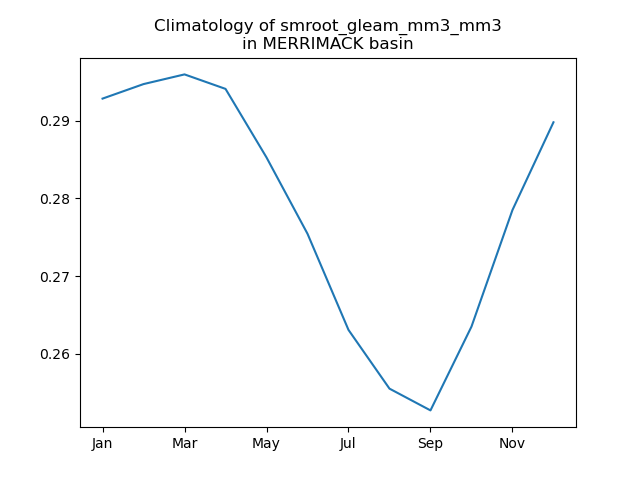 Climatology of smroot_gleam_mm3_mm3
in MERRIMACK basin
0.29
0.28
0.27
0.26
Jan Mar May Jul Sep Nov